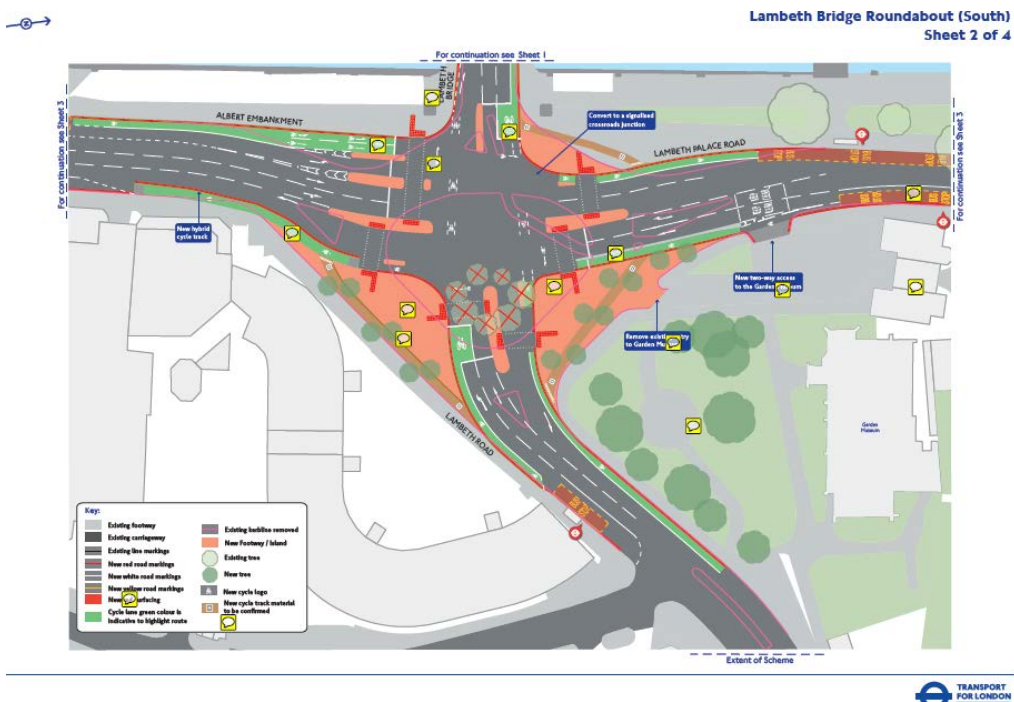 Lambeth Bridge Roundabout (South)
Sheet 2 of 4
For continuation see Sheet 1
For continuation see Sheet 3
For continuation see Sheet 3
LAMBETH
BRIDGE
ALBERT EMBANKMENT
Convert to a signalised
crossroads junction
LAMBETH PALACE ROAD
New hybrid
cycle track
New two-way access
to the Garden
Remove
to Garden
LAMBETH ROAD
Garden
Museum
Key:
Existing footway
Existing carriageway
Existing line markings
New red road markings
New white road markings
New yellow road markings
New
Cycle lane green colour is
indicative to highlight route
Existing kerbline removed
New Footway / Island
Existing tree
New tree
New cycle logo
New cycle track material
to be confirmed
Extent of Scheme
TRANSPORT
FOR LONDON